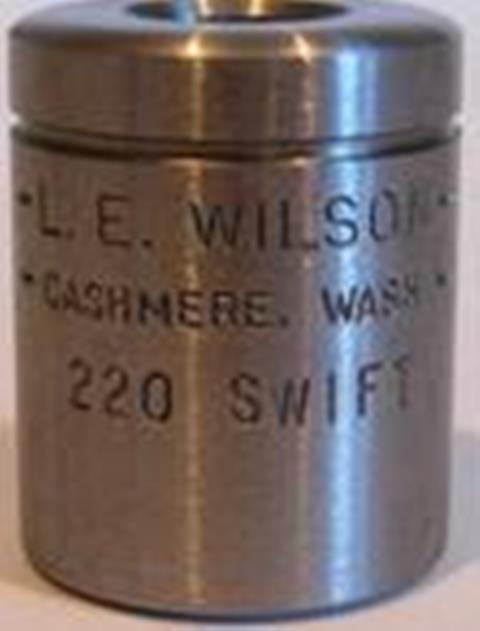 ·L. E. WILSON·
·CASHMERE. WASH·
220 SWIFT